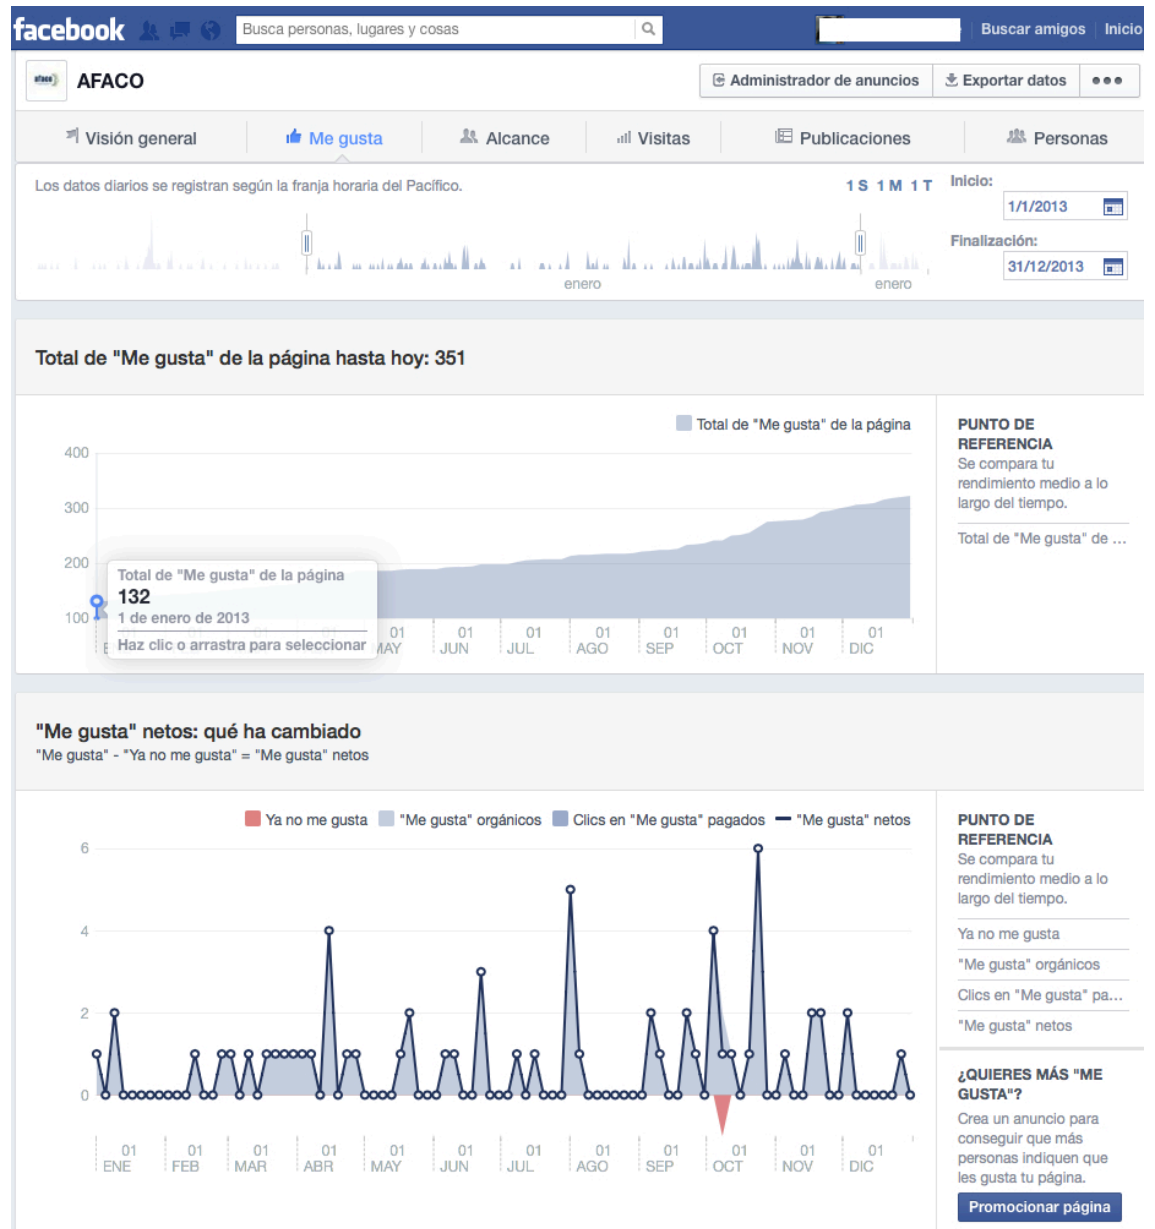 facebook Busca personas, lugares y cosas Buscar amigos Inicio
afaco AFACO Administrador de anuncios Exportar datos
Visión general Me gusta Alcance Visitas Publicaciones Personas
Los datos diarios se registran según la franja horaria del Pacífico. 1 S 1 M 1 T Inicio:
1/1/2013
Finalización:
31/12/2013
enero enero
Total de "Me gusta" de la página hasta hoy: 351
Total de "Me gusta" de la página
400
300
200
100
Total de "Me gusta" de la página
132
1 de enero de 2013
Haz clic o arrastra para seleccionar
01 01 01 01 01 01 01 01
MAY JUN JUL AGO SEP OCT NOV DIC
PUNTO DE
REFERENCIA
Se compara tu
rendimiento medio a lo
largo del tiempo.
Total de "Me gusta" de ...
"Me gusta" netos: qué ha cambiado
"Me gusta" - "Ya no me gusta" = "Me gusta" netos
Ya no me gusta "Me gusta" orgánicos Clics en "Me gusta" pagados "Me gusta" netos
6
4
2
0
01 01 01 01 01 01 01 01 01 01 01 01
ENE FEB MAR ABR MAY JUN JUL AGO SEP OCT NOV DIC
PUNTO DE
REFERENCIA
Se compara tu
rendimiento medio a lo
largo del tiempo.
Ya no me gusta
"Me gusta" orgánicos
Clics en "Me gusta" pa...
"Me gusta" netos
¿QUIERES MÁS "ME
GUSTA"?
Crea un anuncio para
conseguir que más
personas indiquen que
les gusta tu página.
Promocionar página